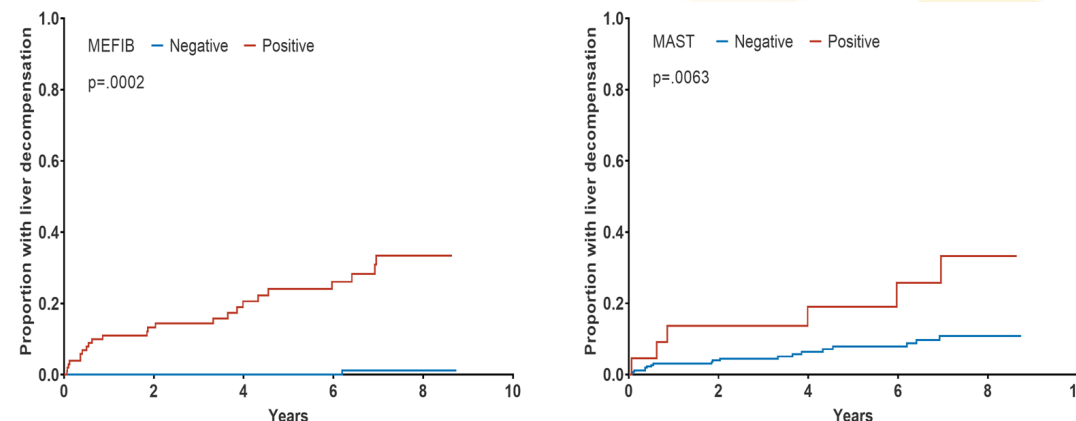 MEFIB Negative Positive
p=.0002
Proportion with liver decompensation
1.0
0.8
0.6
0.4
0.2
0.0
0 2 4 6 8 10
Years
MAST Negative Positive
p=.0063
Proportion with liver decompensation
1.0
0.8
0.6
0.4
0.2
0.0
0 2 4 6 8
Years